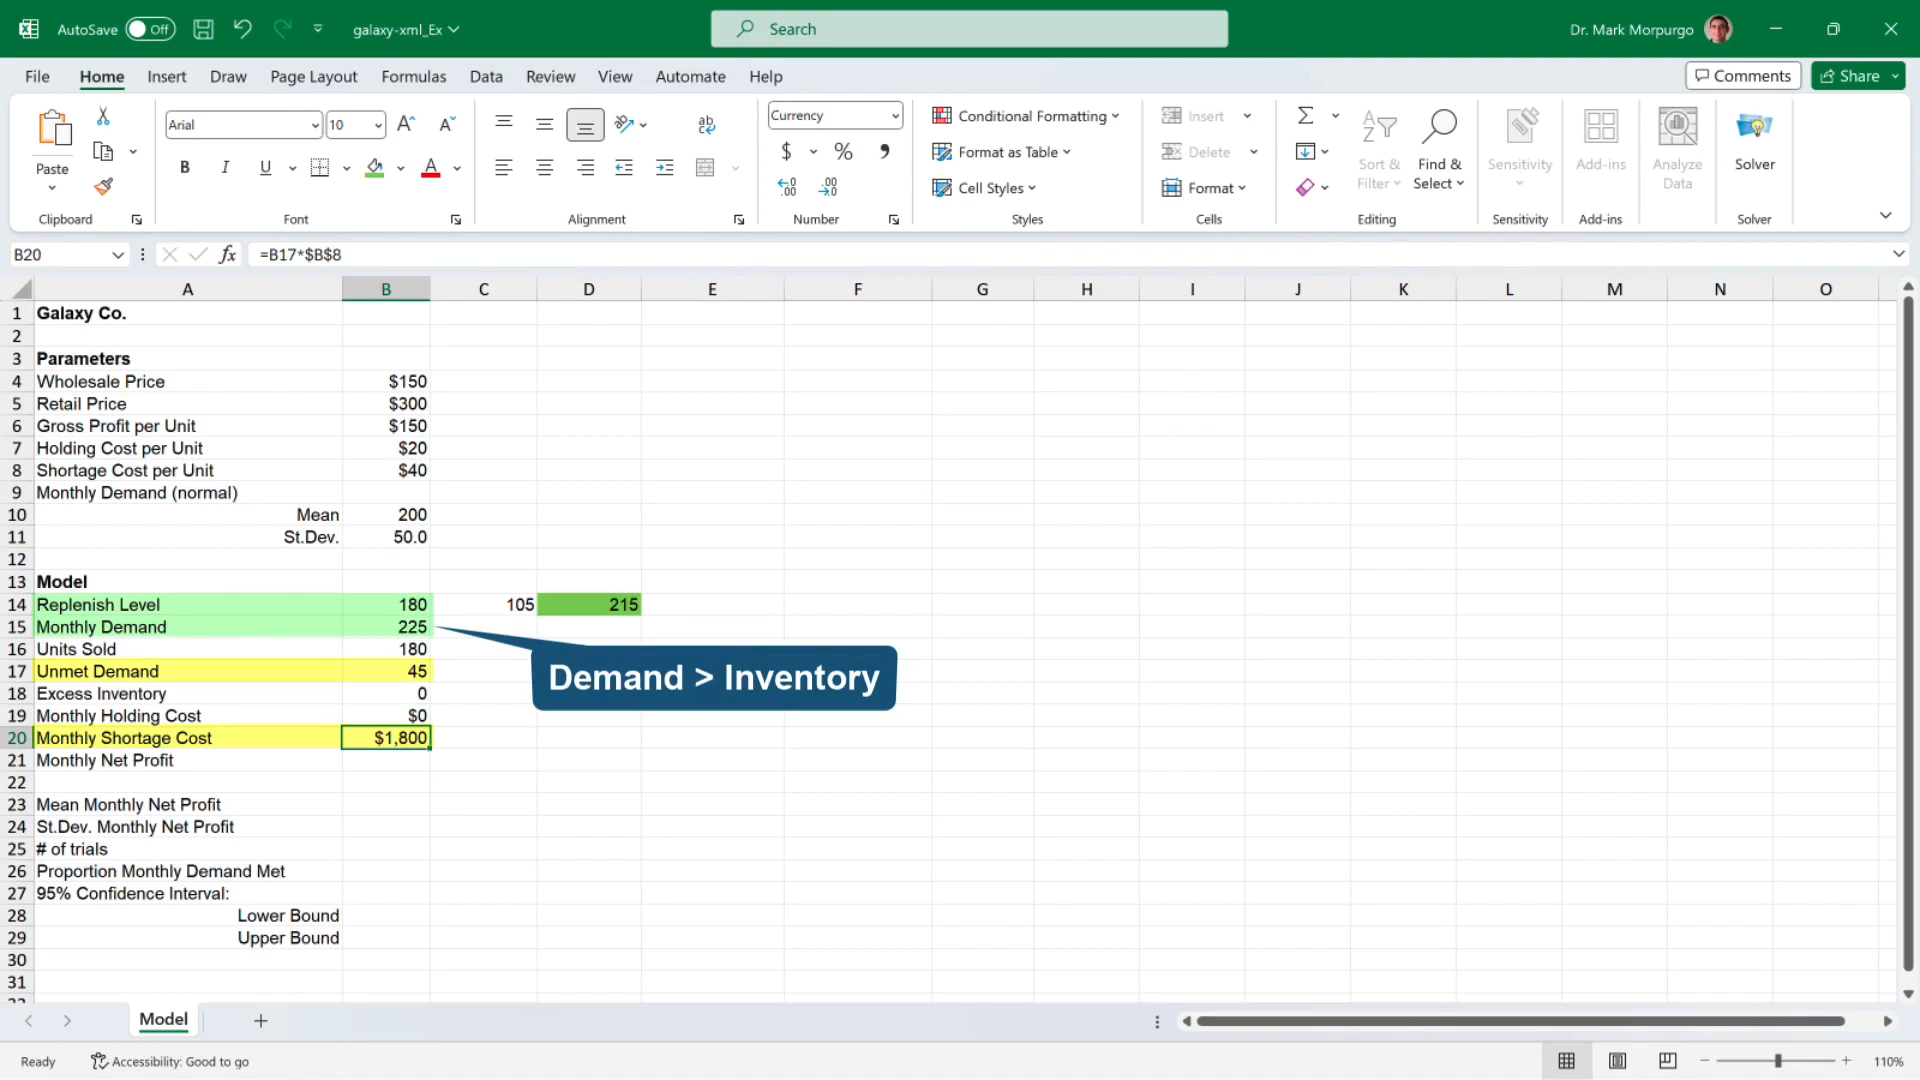 AutoSave Off galaxy-xml_Ex Search Dr. Mark Morpurgo
File Home Insert Draw Page Layout Formulas Data Review View Automate Help Comments Share
Paste
Clipboard
Arial 10
B I U A
Font
ab
Alignment
Currency
$ % ,
Number
Conditional Formatting
Format as Table
Cell Styles
Styles
Insert
Delete
Format
Cells
Sort & Filter
Find & Select
Editing
Sensitivity
Sensitivity
Add-ins
Add-ins
Analyze Data
Solver
Solver
B20 fx =B17*$B$8
A B C D E F G H I J K L M N O
1 Galaxy Co.
2
3 Parameters
4 Wholesale Price $150
5 Retail Price $300
6 Gross Profit per Unit $150
7 Holding Cost per Unit $20
8 Shortage Cost per Unit $40
9 Monthly Demand (normal)
10 Mean 200
11 St.Dev. 50.0
12
13 Model
14 Replenish Level 180 105 215
15 Monthly Demand 225
16 Units Sold 180
17 Unmet Demand 45
Demand > Inventory
18 Excess Inventory 0
19 Monthly Holding Cost $0
20 Monthly Shortage Cost $1,800
21 Monthly Net Profit
22
23 Mean Monthly Net Profit
24 St.Dev. Monthly Net Profit
25 # of trials
26 Proportion Monthly Demand Met
27 95% Confidence Interval:
28 Lower Bound
29 Upper Bound
30
31
Model
Ready Accessibility: Good to go 110%